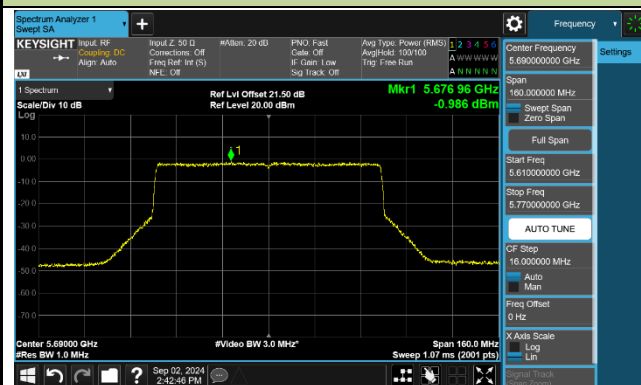 Spectrum Analyzer 1
Swept SA
Frequency
KEYSIGHT
Input: RF
Coupling: DC
Align: Auto
Input Z: 50 Ω
Corrections: Off
Freq Ref: Int (S)
NFE: Off
#Atten: 20 dB
PNO: Fast
Gate: Off
IF Gain: Low
Sig Track: Off
Avg Type: Power (RMS)
Avg|Hold: 100/100
Trig: Free Run
1 2 3 4 5 6
A W W W W W
A N N N N N
LXI
1 Spectrum
Scale/Div 10 dB
Log
Ref Lvl Offset 21.50 dB
Ref Level 20.00 dBm
Mkr1 5.676 96 GHz
-0.986 dBm
10.0
0.00
-10.0
-20.0
-30.0
-40.0
-50.0
-60.0
-70.0
1
Center 5.69000 GHz
#Res BW 1.0 MHz
#Video BW 3.0 MHz*
Span 160.0 MHz
Sweep 1.07 ms (2001 pts)
Center Frequency
5.690000000 GHz
Settings
Span
160.000000 MHz
Swept Span
Zero Span
Full Span
Start Freq
5.610000000 GHz
Stop Freq
5.770000000 GHz
AUTO TUNE
CF Step
16.000000 MHz
Auto
Man
Freq Offset
0 Hz
X Axis Scale
Log
Lin
Signal Track
(Span Zoom)
Sep 02, 2024
2:42:46 PM